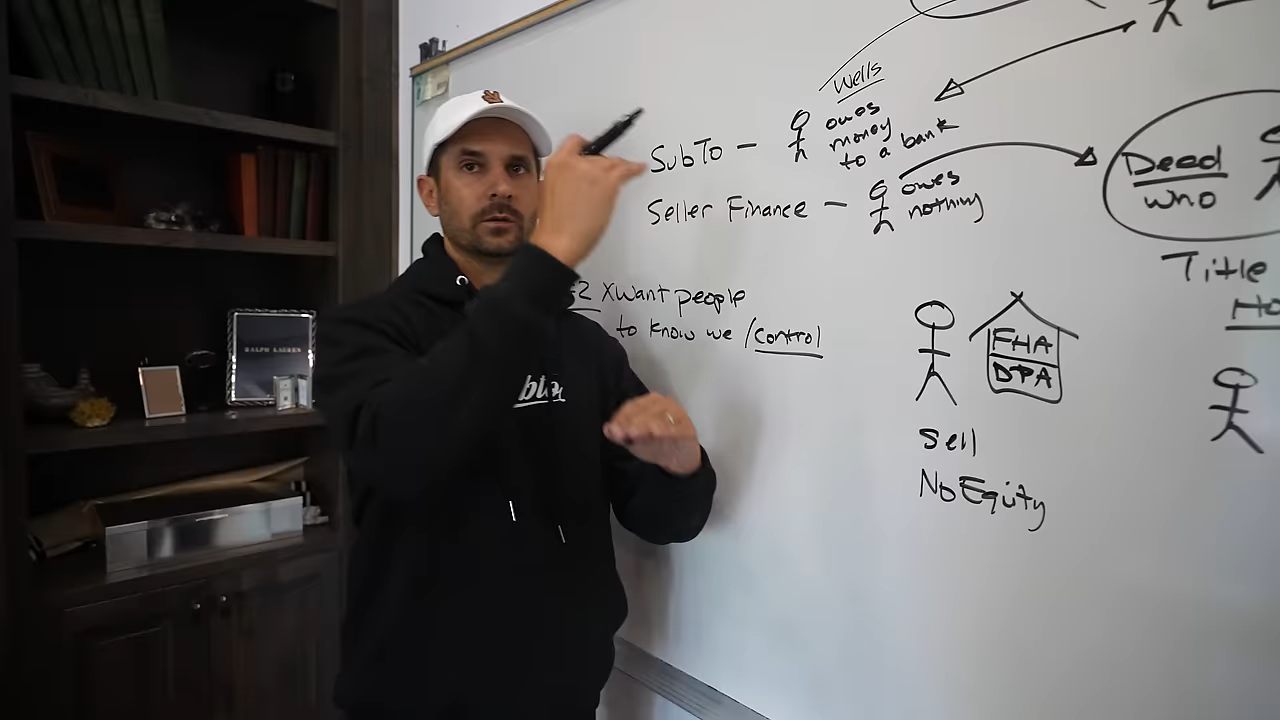 Wells
SubTo - owes
money
to a bank
Seller Finance - owes
nothing
Deed
who
Title
2 X Want people
to know we / control
FHA
DPA
Sell
No Equity
RALPH LAUREN